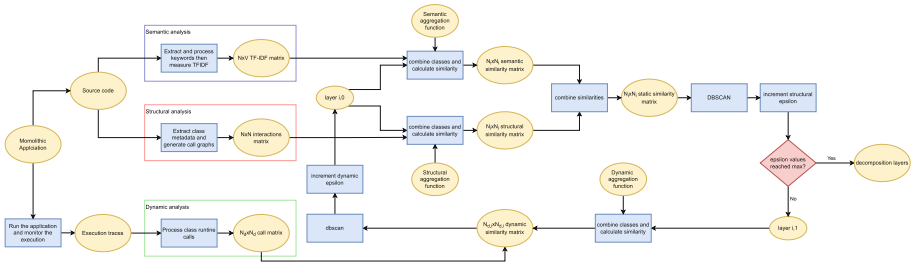 Semantic analysis
Extract and process
keywords then
measure TFIDF
NxV TF-IDF matrix
Semantic
aggregation
function
combine classes and
calculate similarity
NᵢxNᵢ semantic
similarity matrix
Source code
layer i,0
combine similarities
NᵢxNᵢ static similarity
matrix
DBSCAN
increment structural
epsilon
Structural analysis
Extract class
metadata and
generate call graphs
NxN interactions
matrix
combine classes and
calculate similarity
NᵢxNᵢ structural
similarity matrix
Momolithic
Application
increment dynamic
epsilon
Structural
aggregation
function
Dynamic
aggregation
function
epsilon values
reached max?
Yes
decomposition layers
No
Dynamic analysis
Run the application
and monitor the
execution
Execution traces
Process class runtime
calls
call matrix
dbscan
dynamic
similarity matrix
combine classes and
calculate similarity
layer i,1